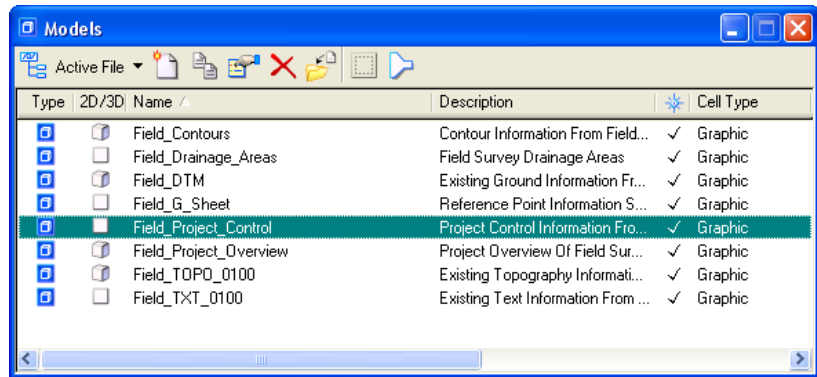 Models
Active File
Type 2D/3D Name Description Cell Type
Field_Contours Contour Information From Field... Graphic
Field_Drainage_Areas Field Survey Drainage Areas Graphic
Field_DTM Existing Ground Information Fr... Graphic
Field_G_Sheet Reference Point Information S... Graphic
Field_Project_Control Project Control Information Fro... Graphic
Field_Project_Overview Project Overview Of Field Sur... Graphic
Field_TOPO_0100 Existing Topography Informati... Graphic
Field_TXT_0100 Existing Text Information From ... Graphic